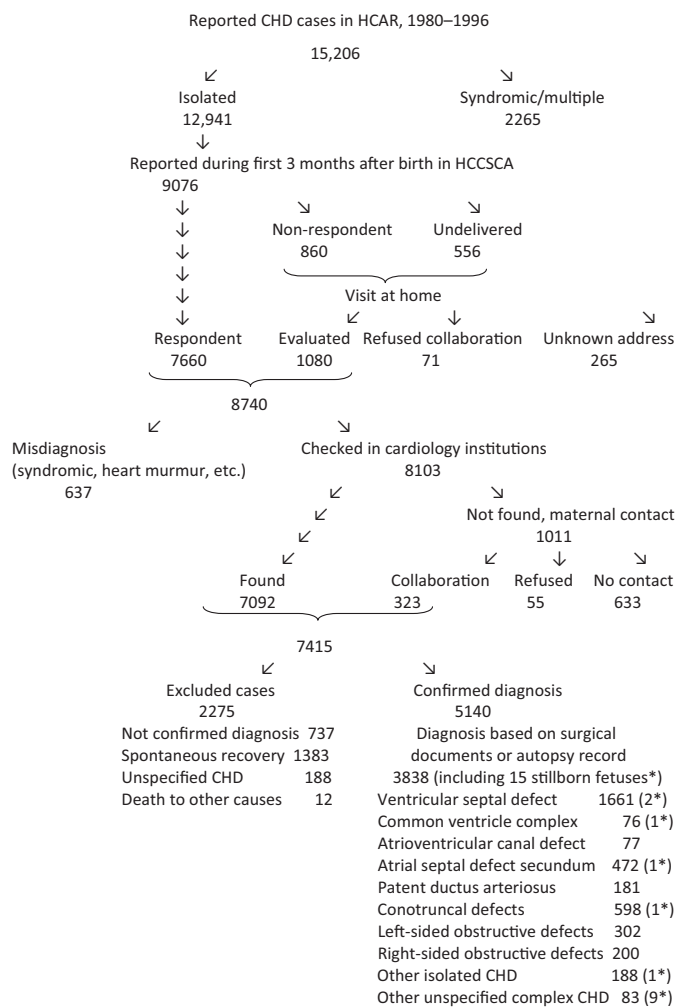 Reported CHD cases in HCAR, 1980–1996
15,206
↙ ↘
Isolated Syndromic/multiple
12,941 2265
↓
Reported during first 3 months after birth in HCCSCA
9076
↓ ↘ ↘
↓ Non-respondent Undelivered
↓ 860 556
↓
↓ Visit at home
↓ ↙ ↓ ↘
Respondent Evaluated Refused collaboration Unknown address
7660 1080 71 265
8740
↙ ↘
Misdiagnosis Checked in cardiology institutions
(syndromic, heart murmur, etc.) 8103
637 ↙ ↘
↙ Not found, maternal contact
↙ 1011
↙ ↙ ↓ ↘
Found Collaboration Refused No contact
7092 323 55 633
7415
↙ ↘
Excluded cases Confirmed diagnosis
2275 5140
Not confirmed diagnosis 737 Diagnosis based on surgical
Spontaneous recovery 1383 documents or autopsy record
Unspecified CHD 188 3838 (including 15 stillborn fetuses*)
Death to other causes 12 Ventricular septal defect 1661 (2*)
Common ventricle complex 76 (1*)
Atrioventricular canal defect 77
Atrial septal defect secundum 472 (1*)
Patent ductus arteriosus 181
Conotruncal defects 598 (1*)
Left-sided obstructive defects 302
Right-sided obstructive defects 200
Other isolated CHD 188 (1*)
Other unspecified complex CHD 83 (9*)